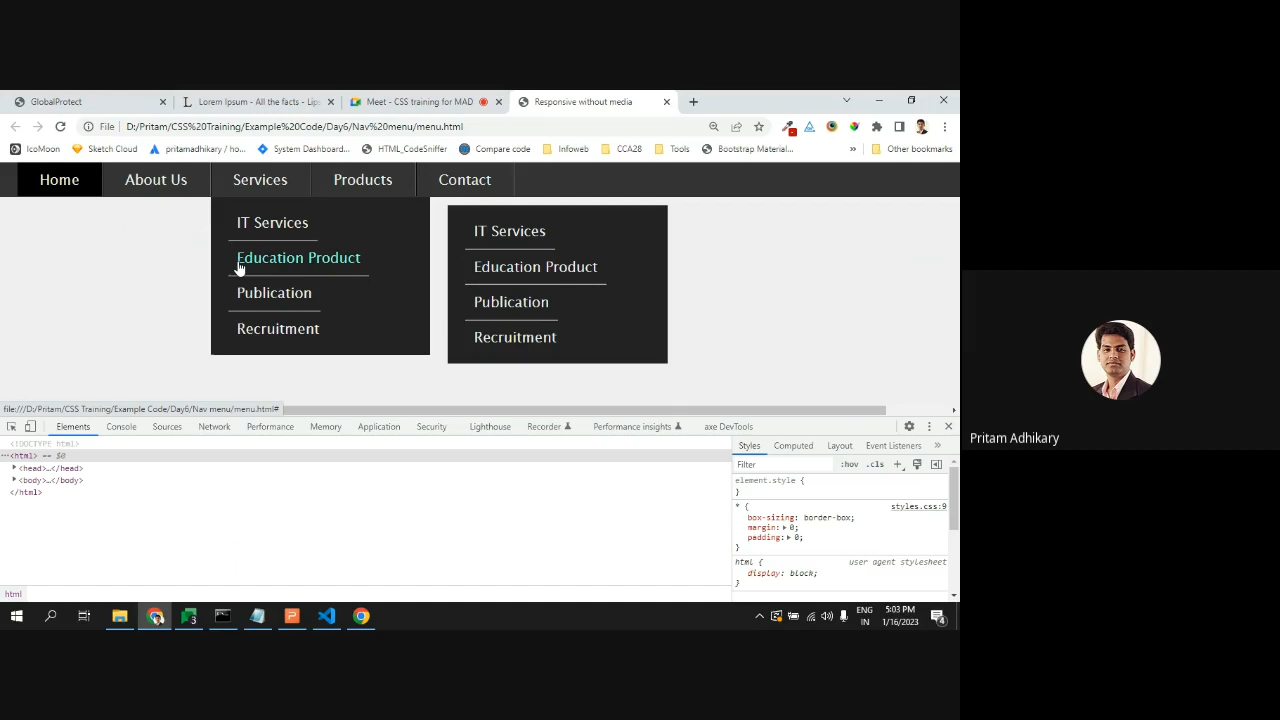 GlobalProtect
Lorem Ipsum - All the facts - Lip
Meet - CSS training for MAD
Responsive without media
File D:/Pritam/CSS%20Training/Example%20Code/Day6/Nav%20menu/menu.html
IcoMoon Sketch Cloud pritamadhikary / ho... System Dashboard... HTML_CodeSniffer Compare code Infoweb CCA28 Tools Bootstrap Material... » Other bookmarks
Home About Us Services Products Contact
IT Services
Education Product
Publication
Recruitment
IT Services
Education Product
Publication
Recruitment
file:///D:/Pritam/CSS Training/Example Code/Day6/Nav menu/menu.html#
Elements Console Sources Network Performance Memory Application Security Lighthouse Recorder Performance insights axe DevTools
<!DOCTYPE html>
<html> == $0
<head>…</head>
<body>…</body>
</html>
html
Styles Computed Layout Event Listeners »
Filter :hov .cls +
element.style {
}
* { styles.css:9
box-sizing: border-box;
margin: 0;
padding: 0;
}
html { user agent stylesheet
display: block;
}
3
ENG
IN
5:03 PM
1/16/2023
4
Pritam Adhikary